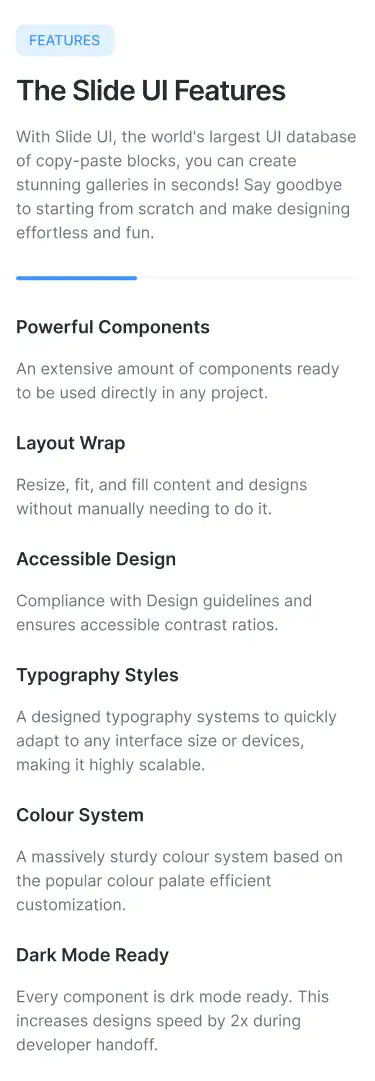 FEATURES
The Slide UI Features
With Slide UI, the world's largest UI database
of copy-paste blocks, you can create
stunning galleries in seconds! Say goodbye
to starting from scratch and make designing
effortless and fun.
Powerful Components
An extensive amount of components ready
to be used directly in any project.
Layout Wrap
Resize, fit, and fill content and designs
without manually needing to do it.
Accessible Design
Compliance with Design guidelines and
ensures accessible contrast ratios.
Typography Styles
A designed typography systems to quickly
adapt to any interface size or devices,
making it highly scalable.
Colour System
A massively sturdy colour system based on
the popular colour palate efficient
customization.
Dark Mode Ready
Every component is drk mode ready. This
increases designs speed by 2x during
developer handoff.